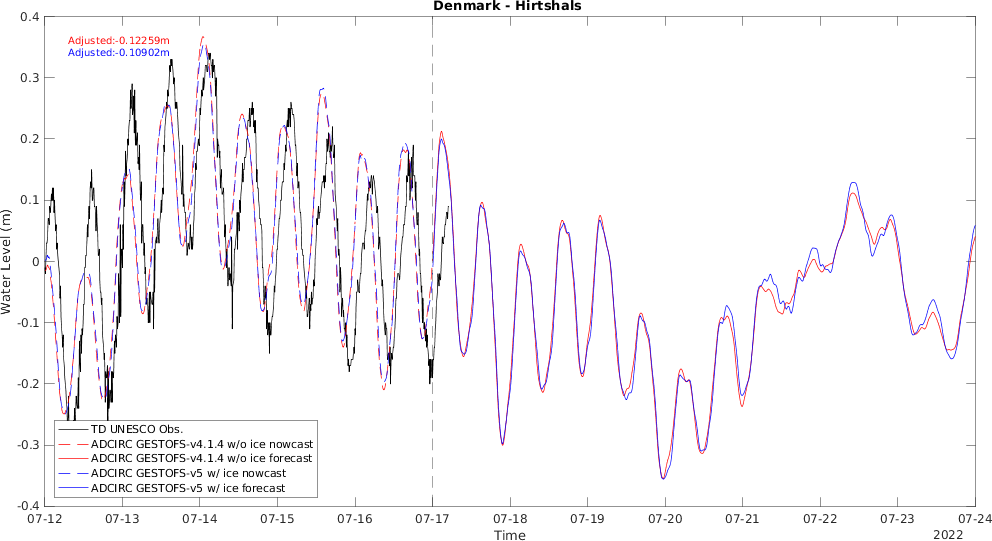 Denmark - Hirtshals
Adjusted:-0.12259m
Adjusted:-0.10902m
0.4
0.3
0.2
0.1
0
-0.1
-0.2
-0.3
-0.4
Water Level (m)
TD UNESCO Obs.
ADCIRC GESTOFS-v4.1.4 w/o ice nowcast
ADCIRC GESTOFS-v4.1.4 w/o ice forecast
ADCIRC GESTOFS-v5 w/ ice nowcast
ADCIRC GESTOFS-v5 w/ ice forecast
07-12 07-13 07-14 07-15 07-16 07-17 07-18 07-19 07-20 07-21 07-22 07-23 07-24
Time
2022